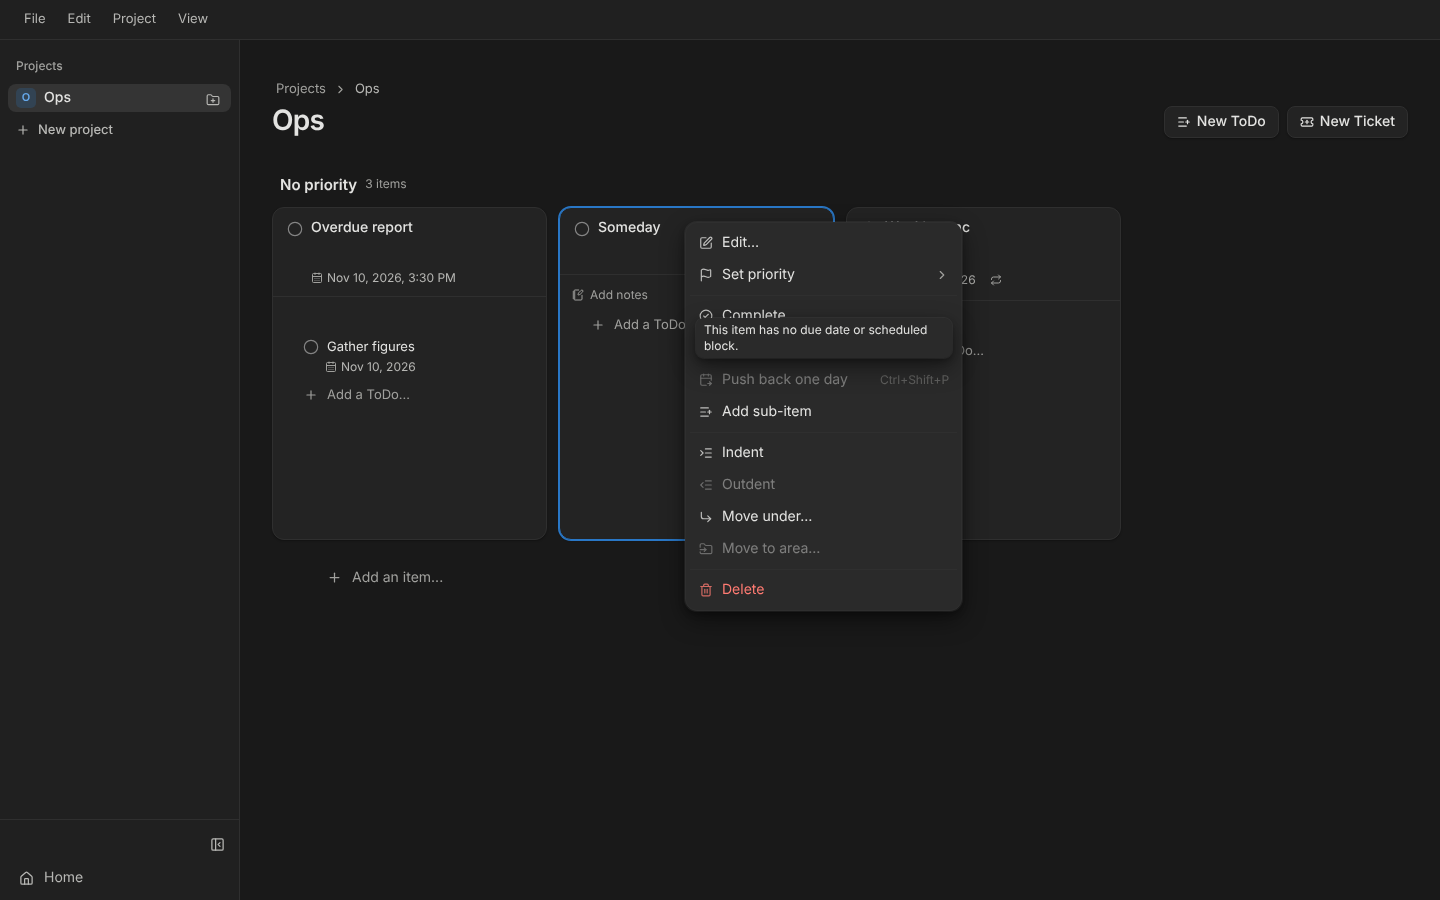 File Edit Project View
Projects
O Ops
New project
Home
Projects > Ops
Ops
New ToDo
New Ticket
No priority 3 items
Overdue report
Nov 10, 2026, 3:30 PM
Gather figures
Nov 10, 2026
Add a ToDo...
Someday
Add notes
Add a ToDo
Add an item...
Edit...
Set priority
Complete
This item has no due date or scheduled
block.
Push back one day Ctrl+Shift+P
Add sub-item
Indent
Outdent
Move under...
Move to area...
Delete
26